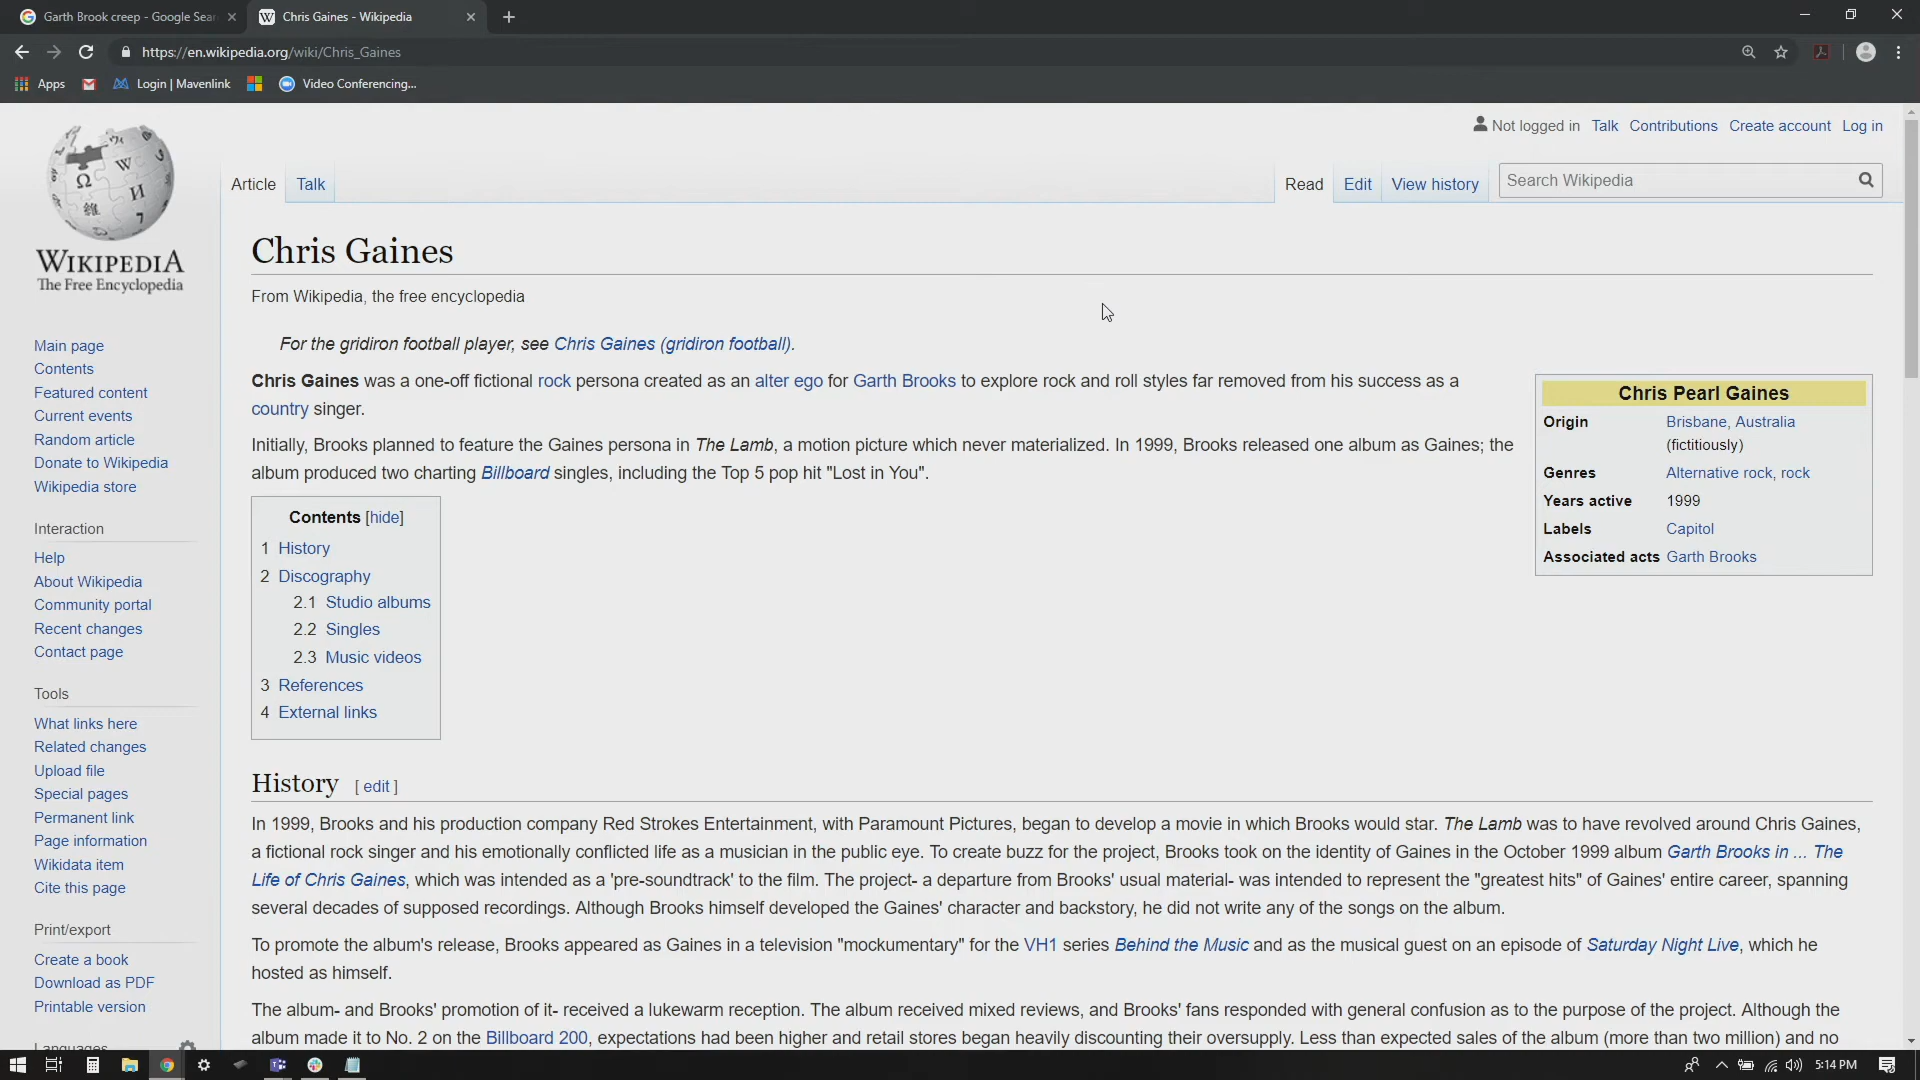 Garth Brook creep - Google Sear
Chris Gaines - Wikipedia
https://en.wikipedia.org/wiki/Chris_Gaines
Apps
Login | Mavenlink
Video Conferencing...
Not logged in Talk Contributions Create account Log in
Article Talk Read Edit View history Search Wikipedia
WIKIPEDIA
The Free Encyclopedia
Main page
Contents
Featured content
Current events
Random article
Donate to Wikipedia
Wikipedia store
Interaction
Help
About Wikipedia
Community portal
Recent changes
Contact page
Tools
What links here
Related changes
Upload file
Special pages
Permanent link
Page information
Wikidata item
Cite this page
Print/export
Create a book
Download as PDF
Printable version
Languages
Chris Gaines
From Wikipedia, the free encyclopedia
For the gridiron football player, see Chris Gaines (gridiron football).
Chris Gaines was a one-off fictional rock persona created as an alter ego for Garth Brooks to explore rock and roll styles far removed from his success as a
country singer.
Initially, Brooks planned to feature the Gaines persona in The Lamb, a motion picture which never materialized. In 1999, Brooks released one album as Gaines; the
album produced two charting Billboard singles, including the Top 5 pop hit "Lost in You".
Chris Pearl Gaines
Origin Brisbane, Australia
(fictitiously)
Genres Alternative rock, rock
Years active 1999
Labels Capitol
Associated acts Garth Brooks
Contents [hide]
1 History
2 Discography
2.1 Studio albums
2.2 Singles
2.3 Music videos
3 References
4 External links
History [ edit ]
In 1999, Brooks and his production company Red Strokes Entertainment, with Paramount Pictures, began to develop a movie in which Brooks would star. The Lamb was to have revolved around Chris Gaines,
a fictional rock singer and his emotionally conflicted life as a musician in the public eye. To create buzz for the project, Brooks took on the identity of Gaines in the October 1999 album Garth Brooks in ... The
Life of Chris Gaines, which was intended as a 'pre-soundtrack' to the film. The project- a departure from Brooks' usual material- was intended to represent the "greatest hits" of Gaines' entire career, spanning
several decades of supposed recordings. Although Brooks himself developed the Gaines' character and backstory, he did not write any of the songs on the album.
To promote the album's release, Brooks appeared as Gaines in a television "mockumentary" for the VH1 series Behind the Music and as the musical guest on an episode of Saturday Night Live, which he
hosted as himself.
The album- and Brooks' promotion of it- received a lukewarm reception. The album received mixed reviews, and Brooks' fans responded with general confusion as to the purpose of the project. Although the
album made it to No. 2 on the Billboard 200, expectations had been higher and retail stores began heavily discounting their oversupply. Less than expected sales of the album (more than two million) and no
5:14 PM